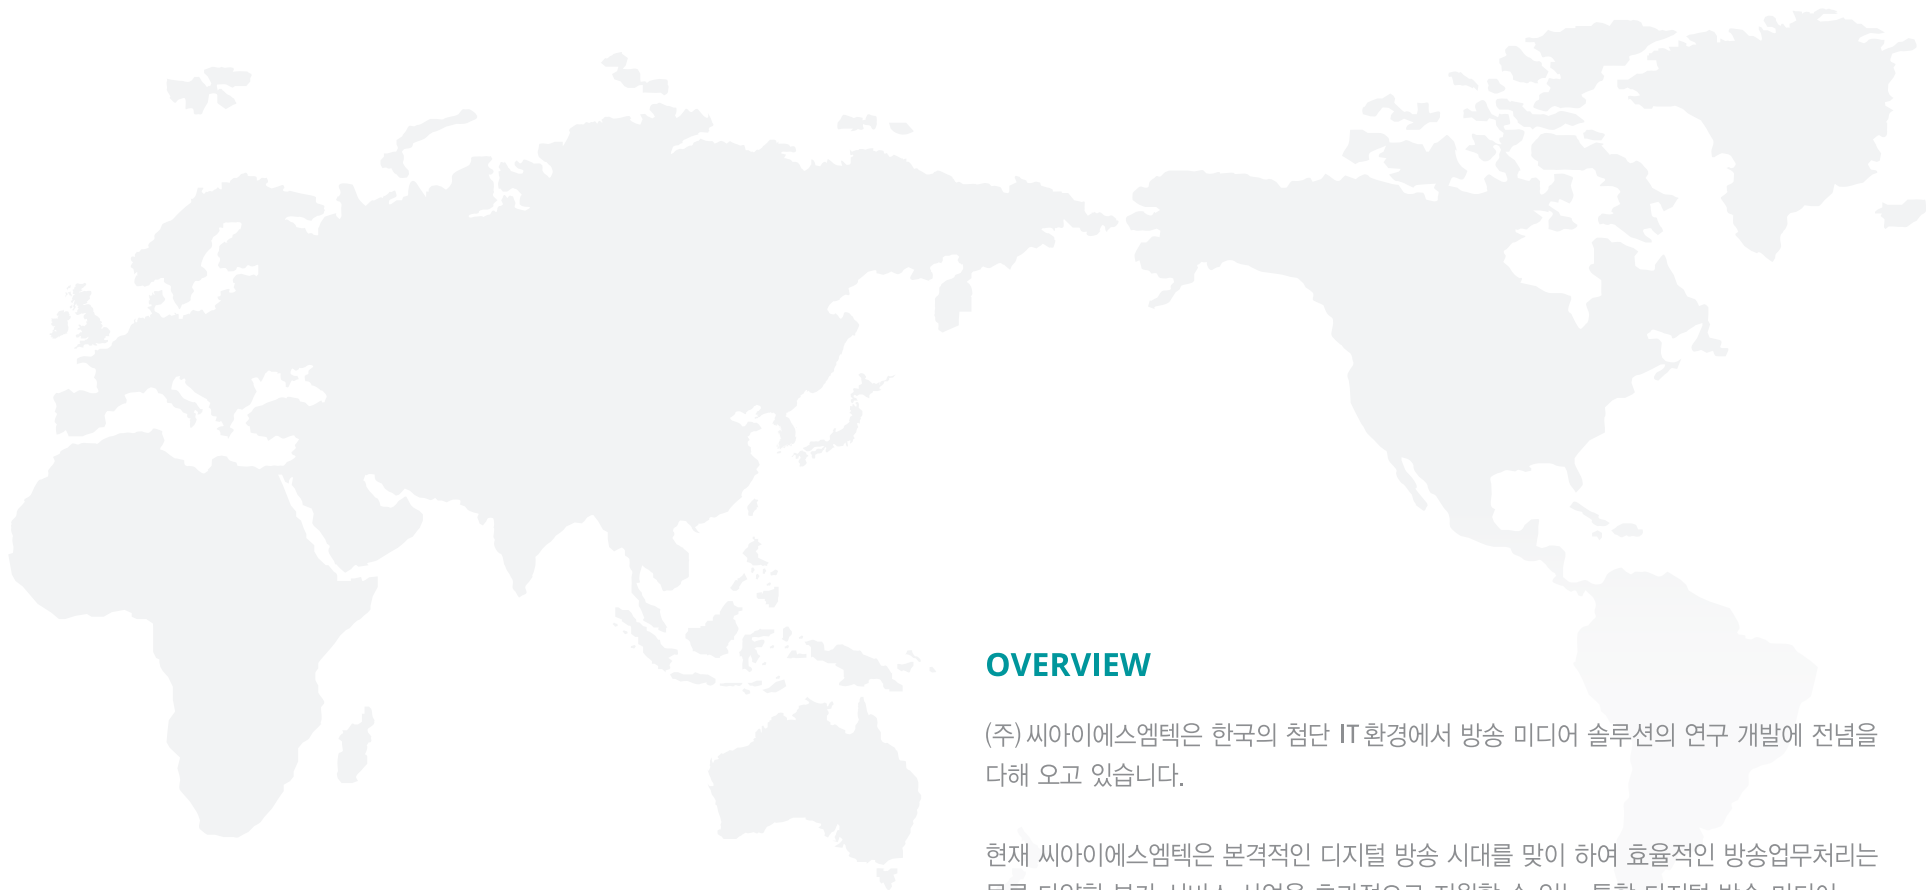 OVERVIEW
(주) 씨아이에스엠텍은 한국의 첨단 IT 환경에서 방송 미디어 솔루션의 연구 개발에 전념을
다해 오고 있습니다.
현재 씨아이에스엠텍은 본격적인 디지털 방송 시대를 맞이 하여 효율적인 방송업무처리는